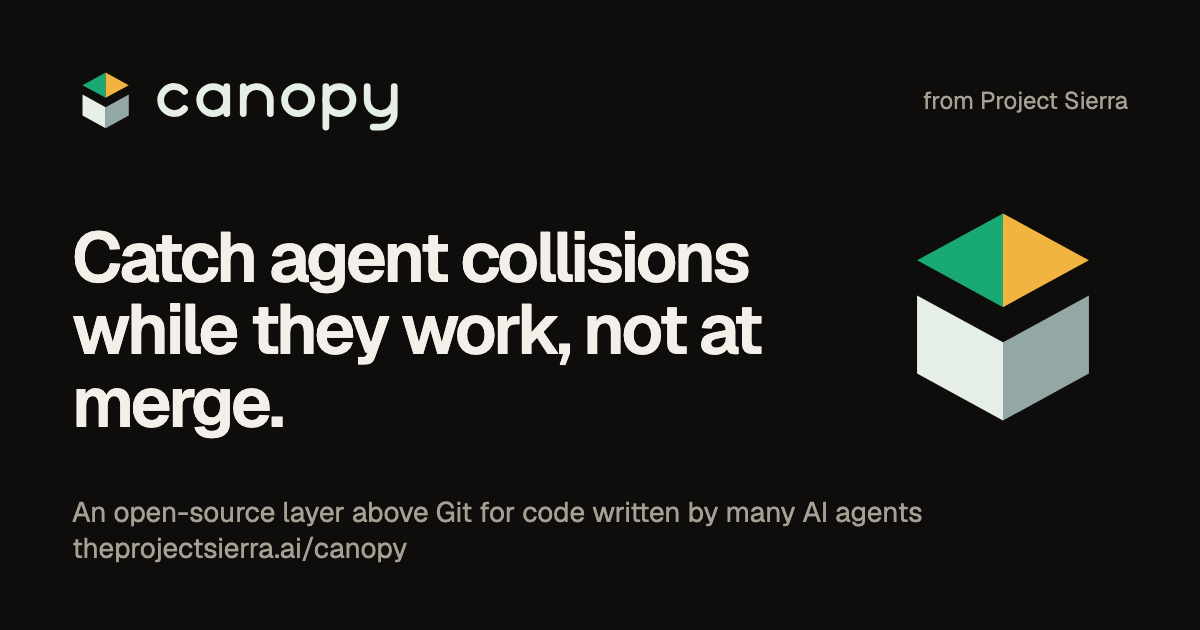 canopy
from Project Sierra
Catch agent collisions
while they work, not at
merge.
An open-source layer above Git for code written by many AI agents
theprojectsierra.ai/canopy